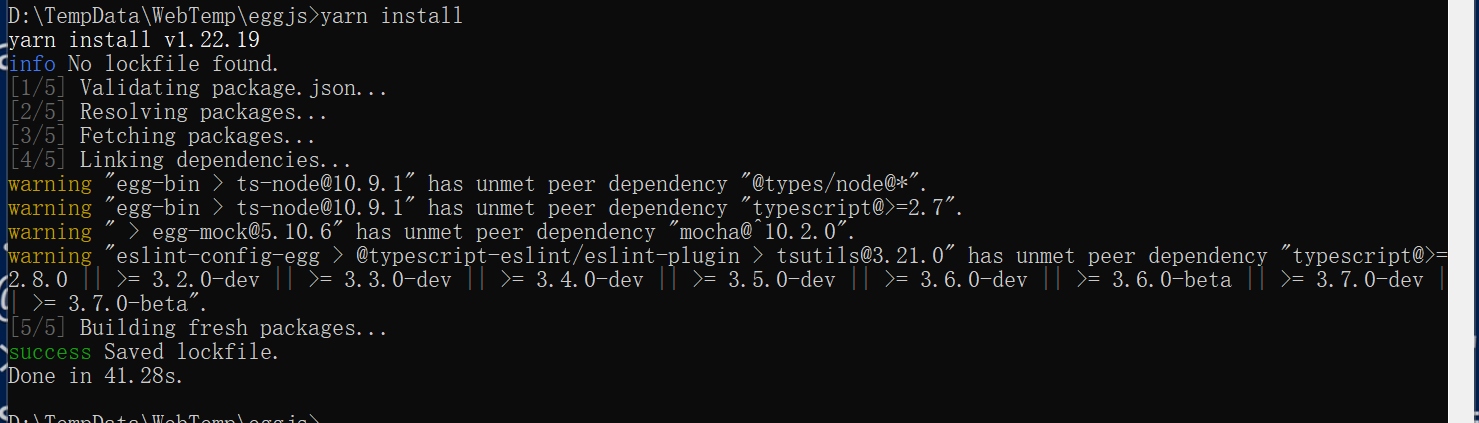 D:\TempData\WebTemp\eggjs>yarn install
yarn install v1.22.19
info No lockfile found.
[1/5] Validating package.json...
[2/5] Resolving packages...
[3/5] Fetching packages...
[4/5] Linking dependencies...
warning "egg-bin > ts-node@10.9.1" has unmet peer dependency "@types/node@*".
warning "egg-bin > ts-node@10.9.1" has unmet peer dependency "typescript@>=2.7".
warning " > egg-mock@5.10.6" has unmet peer dependency "mocha@^10.2.0".
warning "eslint-config-egg > @typescript-eslint/eslint-plugin > tsutils@3.21.0" has unmet peer dependency "typescript@>=
2.8.0 || >= 3.2.0-dev || >= 3.3.0-dev || >= 3.4.0-dev || >= 3.5.0-dev || >= 3.6.0-dev || >= 3.6.0-beta || >= 3.7.0-dev |
| >= 3.7.0-beta".
[5/5] Building fresh packages...
success Saved lockfile.
Done in 41.28s.
D:\TempData\WebTemp\eggjs>